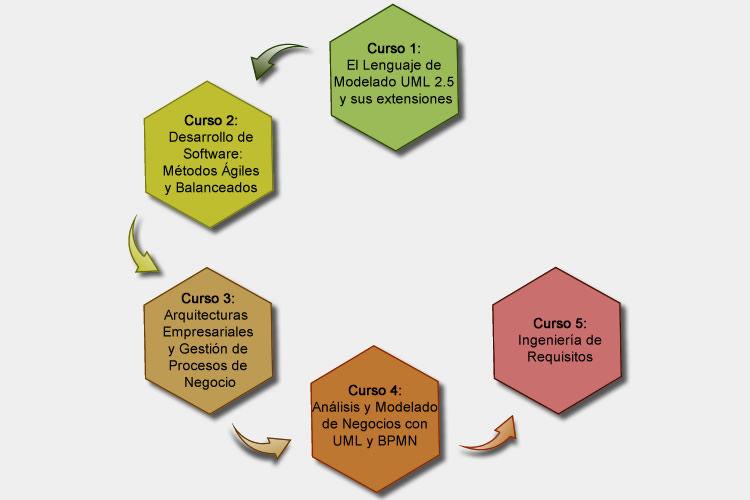 Curso 1:
El Lenguaje de
Modelado UML 2.5
y sus extensiones
Curso 2:
Desarrollo de
Software:
Métodos Ágiles
y Balanceados
Curso 3:
Arquitecturas
Empresariales
y Gestión de
Procesos de
Negocio
Curso 4:
Análisis y Modelado
de Negocios con
UML y BPMN
Curso 5:
Ingeniería de
Requisitos